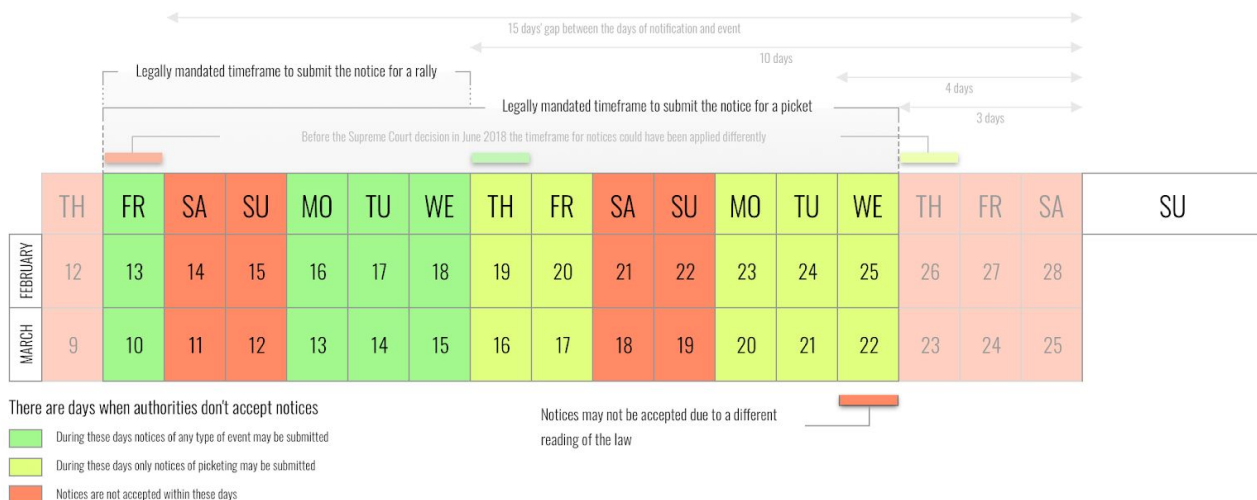 15 days' gap between the days of notification and event
10 days
Legally mandated timeframe to submit the notice for a rally
4 days
Legally mandated timeframe to submit the notice for a picket
3 days
Before the Supreme Court decision in June 2018 the timeframe for notices could have been applied differently
TH FR SA SU MO TU WE TH FR SA SU MO TU WE TH FR SA SU
FEBRUARY 12 13 14 15 16 17 18 19 20 21 22 23 24 25 26 27 28
MARCH 9 10 11 12 13 14 15 16 17 18 19 20 21 22 23 24 25
There are days when authorities don't accept notices
During these days notices of any type of event may be submitted
During these days only notices of picketing may be submitted
Notices are not accepted within these days
Notices may not be accepted due to a different
reading of the law